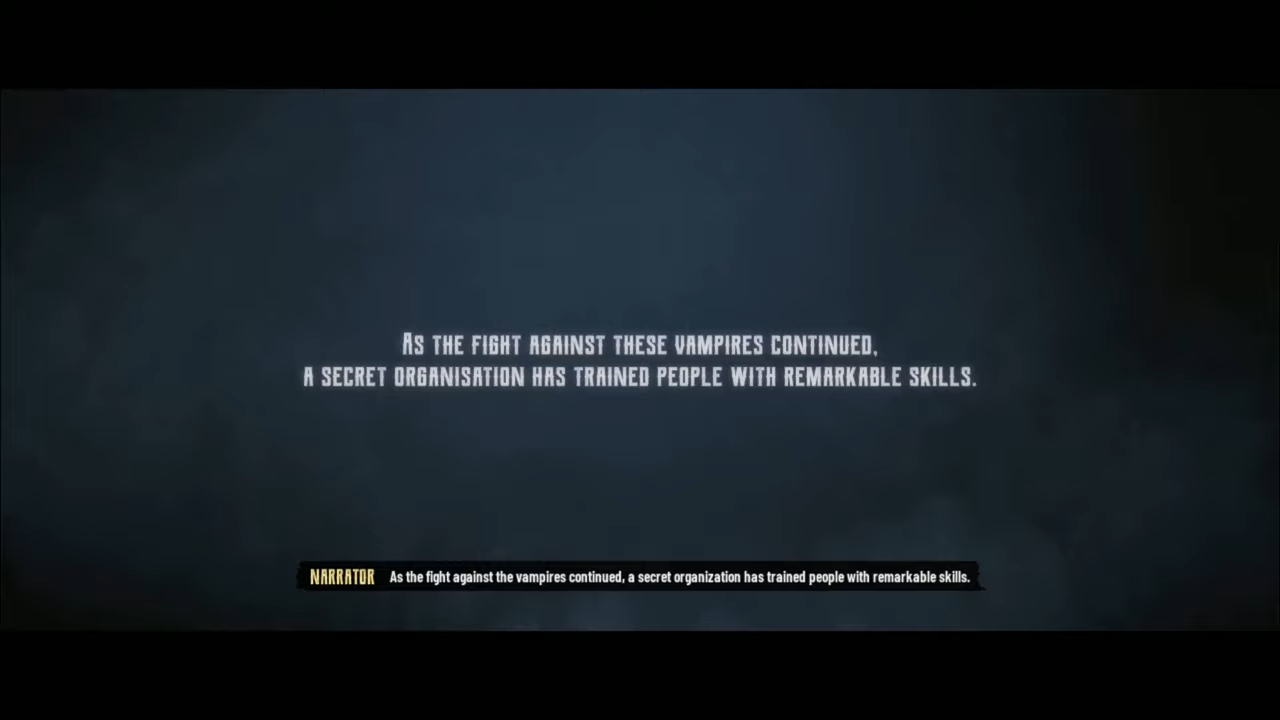 As the fight against these vampires continued,
a secret organisation has trained people with remarkable skills.
NARRATOR As the fight against the vampires continued, a secret organization has trained people with remarkable skills.